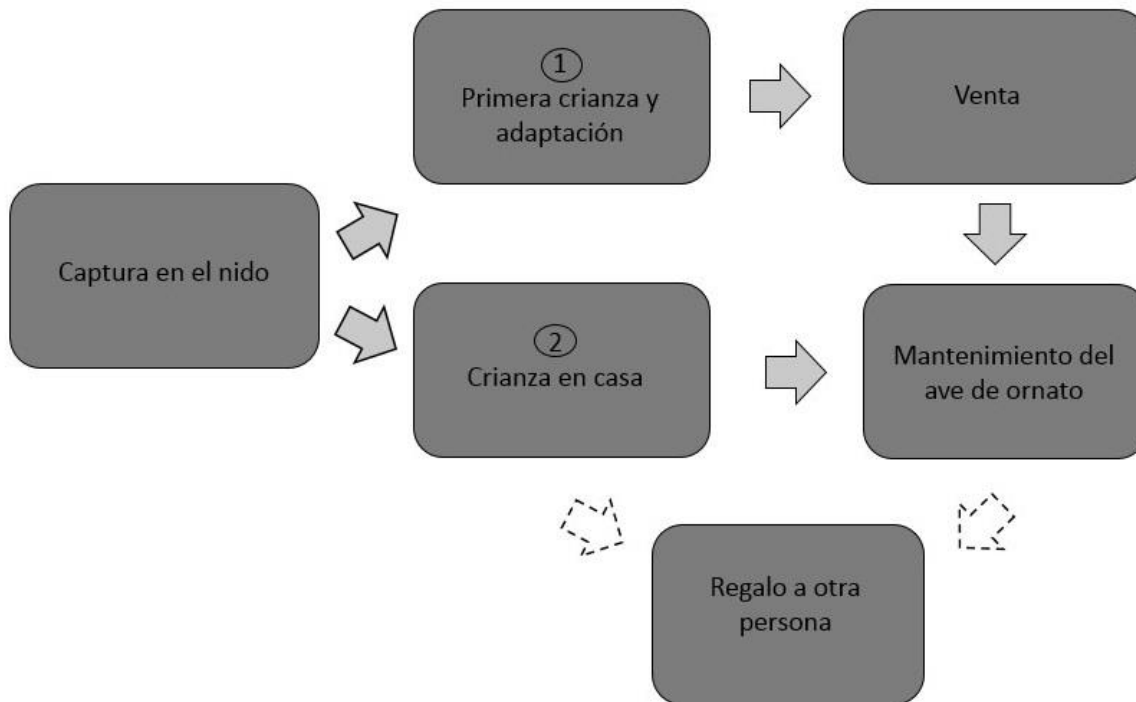 Captura en el nido
1
Primera crianza y
adaptación
Venta
2
Crianza en casa
Mantenimiento del
ave de ornato
Regalo a otra
persona